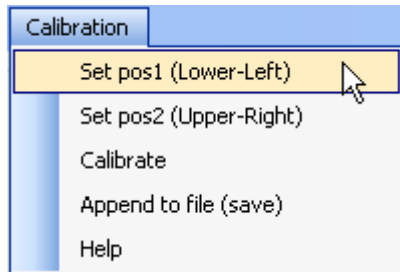 Calibration
Set pos1 (Lower-Left)
Set pos2 (Upper-Right)
Calibrate
Append to file (save)
Help